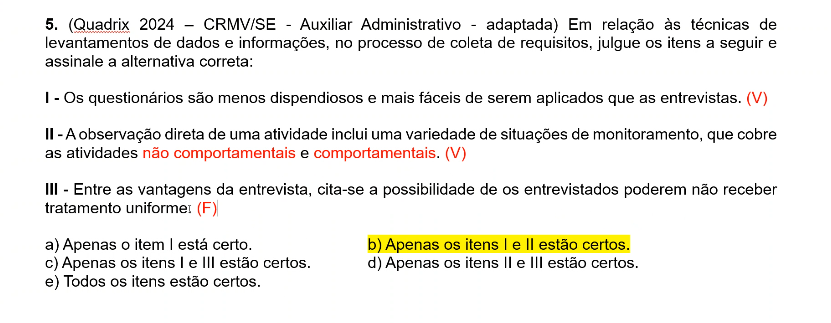 5. (Quadrix 2024 – CRMV/SE - Auxiliar Administrativo - adaptada) Em relação às técnicas de
levantamentos de dados e informações, no processo de coleta de requisitos, julgue os itens a seguir e
assinale a alternativa correta:
I - Os questionários são menos dispendiosos e mais fáceis de serem aplicados que as entrevistas. (V)
II - A observação direta de uma atividade inclui uma variedade de situações de monitoramento, que cobre
as atividades não comportamentais e comportamentais. (V)
III - Entre as vantagens da entrevista, cita-se a possibilidade de os entrevistados poderem não receber
tratamento uniforme: (F)
a) Apenas o item I está certo.
b) Apenas os itens I e II estão certos.
c) Apenas os itens I e III estão certos.
d) Apenas os itens II e III estão certos.
e) Todos os itens estão certos.